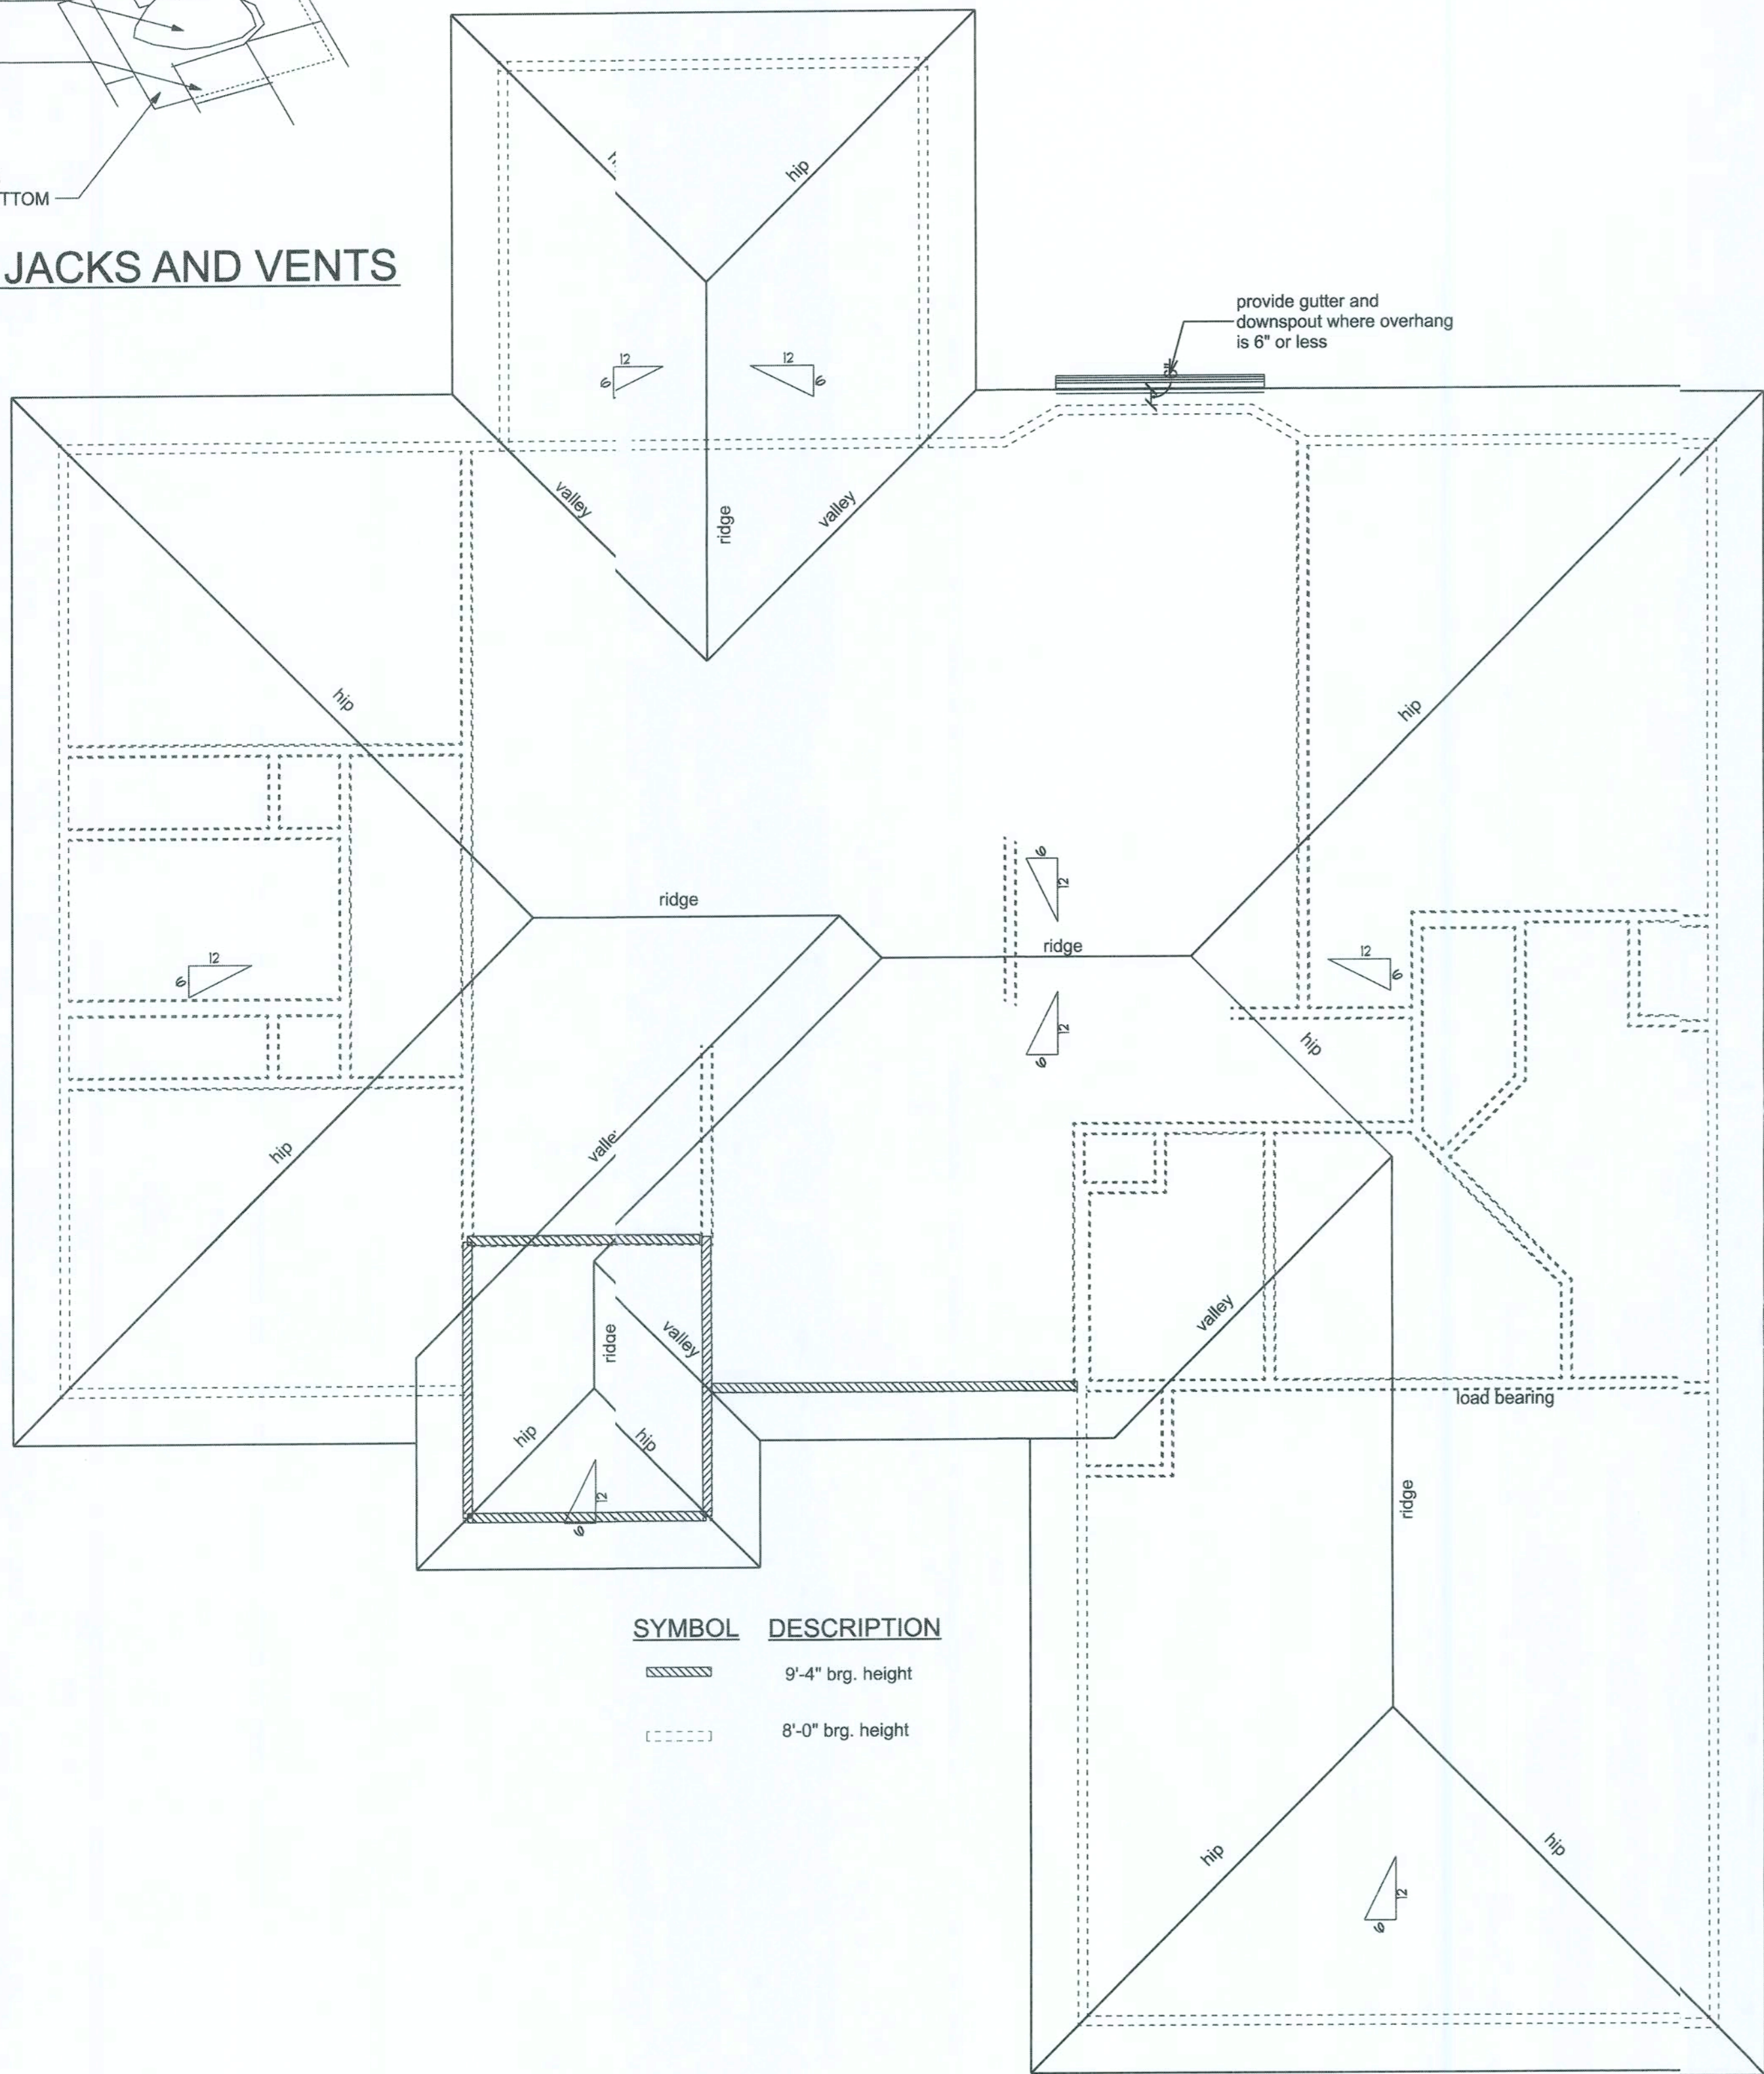 TTOM
JACKS AND VENTS
hip
provide gutter and
downspout where overhang
is 6" or less
12
6
12
6
valley
ridge
valley
hip
hip
6
12
ridge
ridge
12
6
12
6
12
6
hip
valley
hip
valley
ridge
valley
load bearing
hip
hip
12
6
ridge
SYMBOL DESCRIPTION
9'-4" brg. height
8'-0" brg. height
hip
hip
12
6